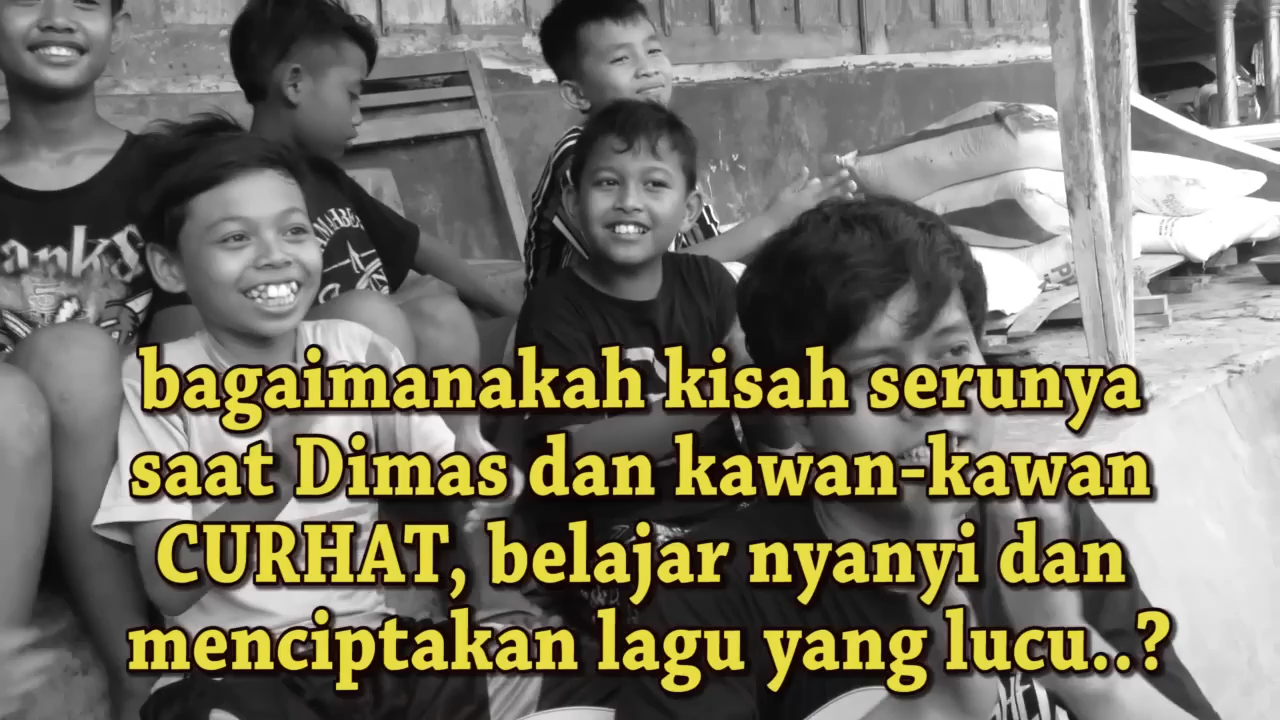 bagaimanakah kisah serunya
saat Dimas dan kawan-kawan
CURHAT, belajar nyanyi dan
menciptakan lagu yang lucu..?